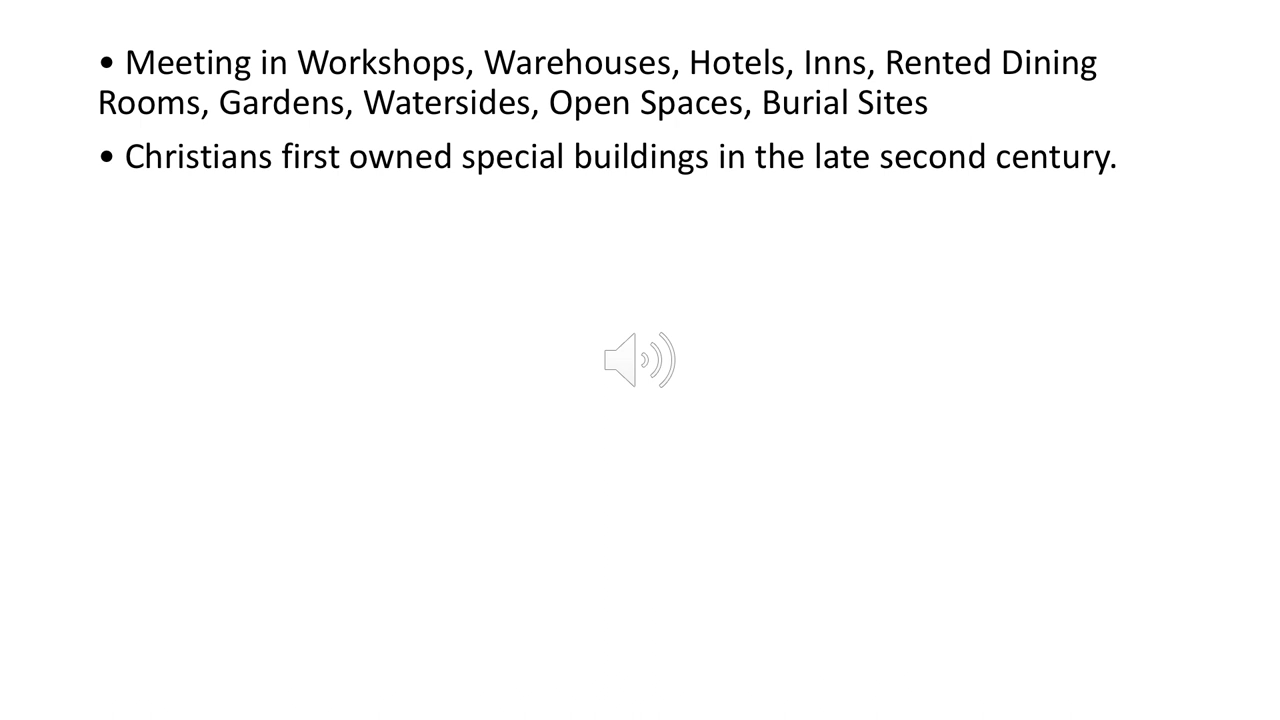 • Meeting in Workshops, Warehouses, Hotels, Inns, Rented Dining
Rooms, Gardens, Watersides, Open Spaces, Burial Sites
• Christians first owned special buildings in the late second century.